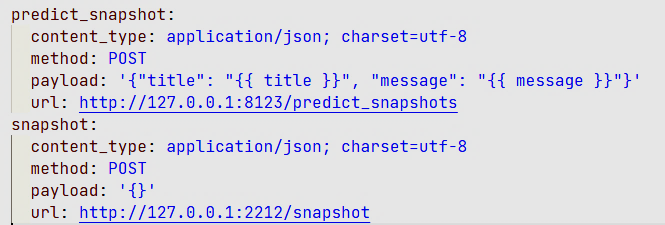 predict_snapshot:
  content_type: application/json; charset=utf-8
  method: POST
  payload: '{"title": "{{ title }}", "message": "{{ message }}"}'
  url: http://127.0.0.1:8123/predict_snapshots
snapshot:
  content_type: application/json; charset=utf-8
  method: POST
  payload: '{}'
  url: http://127.0.0.1:2212/snapshot